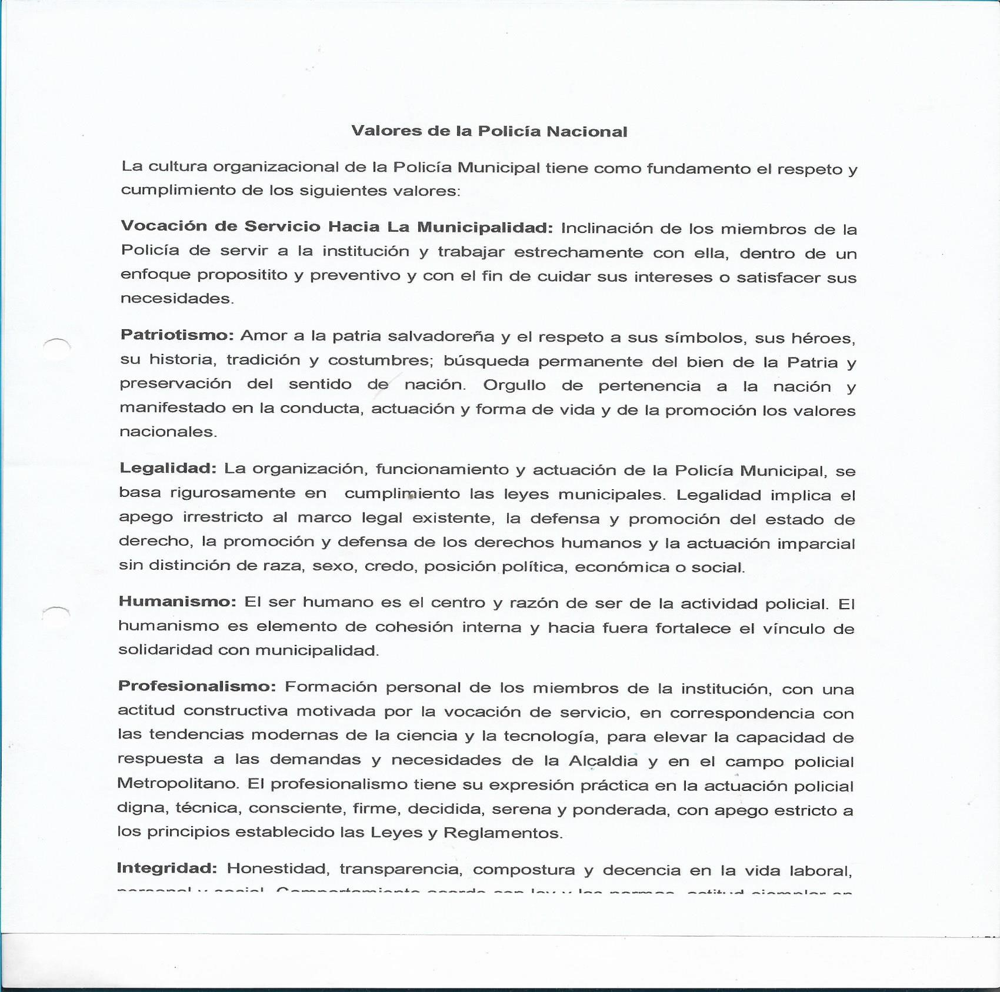 Valores de la Policía Nacional
La cultura organizacional de la Policía Municipal tiene como fundamento el respeto y
cumplimiento de los siguientes valores:
Vocación de Servicio Hacia La Municipalidad: Inclinación de los miembros de la
Policía de servir a la institución y trabajar estrechamente con ella, dentro de un
enfoque propositito y preventivo y con el fin de cuidar sus intereses o satisfacer sus
necesidades.
Patriotismo: Amor a la patria salvadoreña y el respeto a sus símbolos, sus héroes,
su historia, tradición y costumbres; búsqueda permanente del bien de la Patria y
preservación del sentido de nación. Orgullo de pertenencia a la nación y
manifestado en la conducta, actuación y forma de vida y de la promoción los valores
nacionales.
Legalidad: La organización, funcionamiento y actuación de la Policía Municipal, se
basa rigurosamente en cumplimiento las leyes municipales. Legalidad implica el
apego irrestricto al marco legal existente, la defensa y promoción del estado de
derecho, la promoción y defensa de los derechos humanos y la actuación imparcial
sin distinción de raza, sexo, credo, posición política, económica o social.
Humanismo: El ser humano es el centro y razón de ser de la actividad policial. El
humanismo es elemento de cohesión interna y hacia fuera fortalece el vínculo de
solidaridad con municipalidad.
Profesionalismo: Formación personal de los miembros de la institución, con una
actitud constructiva motivada por la vocación de servicio, en correspondencia con
las tendencias modernas de la ciencia y la tecnología, para elevar la capacidad de
respuesta a las demandas y necesidades de la Alcaldia y en el campo policial
Metropolitano. El profesionalismo tiene su expresión práctica en la actuación policial
digna, técnica, consciente, firme, decidida, serena y ponderada, con apego estricto a
los principios establecido las Leyes y Reglamentos.
Integridad: Honestidad, transparencia, compostura y decencia en la vida laboral,
personal y social. Comportamiento acorde con ley y las normas, actitud ejemplar en